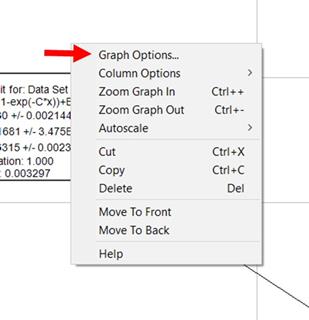 it for: Data Set
1-exp(-C*x))+B
0 +/- 0.002144
1681 +/- 3.475E
6315 +/- 0.0023
ation: 1.000
: 0.003297
Graph Options...
Column Options >
Zoom Graph In Ctrl++
Zoom Graph Out Ctrl+-
Autoscale >
Cut Ctrl+X
Copy Ctrl+C
Delete Del
Move To Front
Move To Back
Help